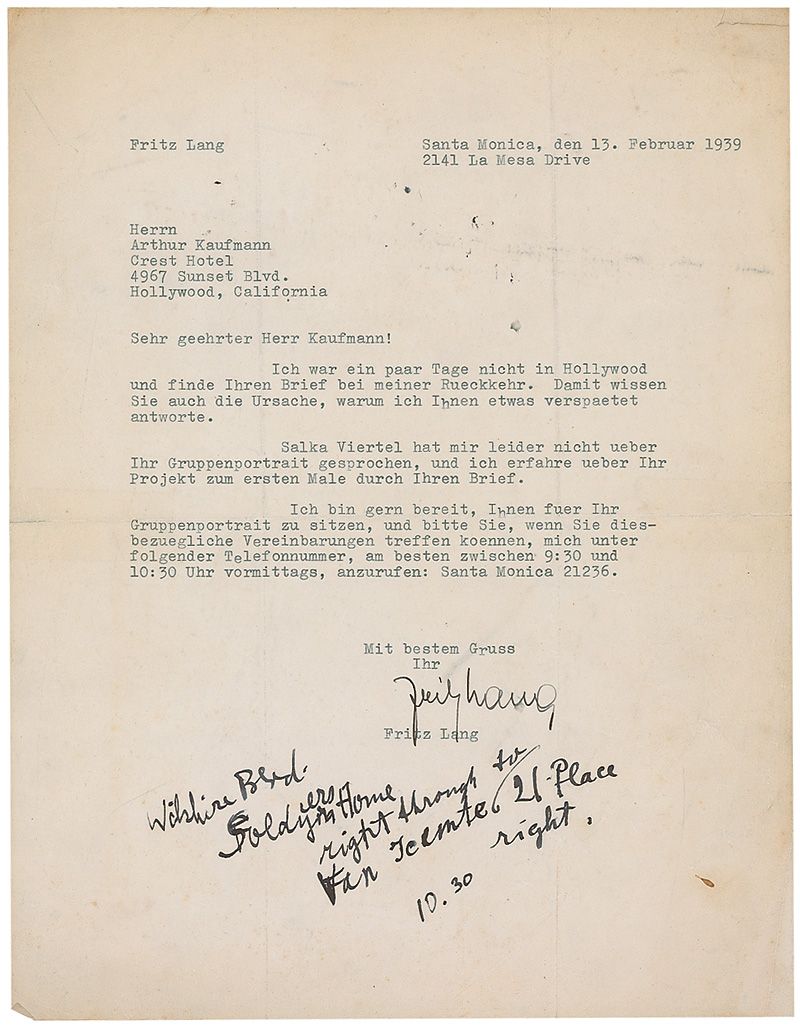 Fritz Lang
Santa Monica, den 13. Februar 1939
2141 La Mesa Drive
Herrn
Arthur Kaufmann
Crest Hotel
4967 Sunset Blvd.
Hollywood, California
Sehr geehrter Herr Kaufmann!
Ich war ein paar Tage nicht in Hollywood
und finde Ihren Brief bei meiner Rueckkehr. Damit wissen
Sie auch die Ursache, warum ich Ihnen etwas verspaetet
antworte.
Salka Viertel hat mir leider nicht ueber
Ihr Gruppenportrait gesprochen, und ich erfahre ueber Ihr
Projekt zum ersten Male durch Ihren Brief.
Ich bin gern bereit, Ihnen fuer Ihr
Gruppenportrait zu sitzen, und bitte Sie, wenn Sie dies-
bezuegliche Vereinbarungen treffen koennen, mich unter
folgender Telefonnummer, am besten zwischen 9:30 und
10:30 Uhr vormittags, anzurufen: Santa Monica 21236.
Mit bestem Gruss
Ihr
Fritz Lang
Fritz Lang
Wilshire Blvd.
Home
right through to
21 Place
right.
10.30